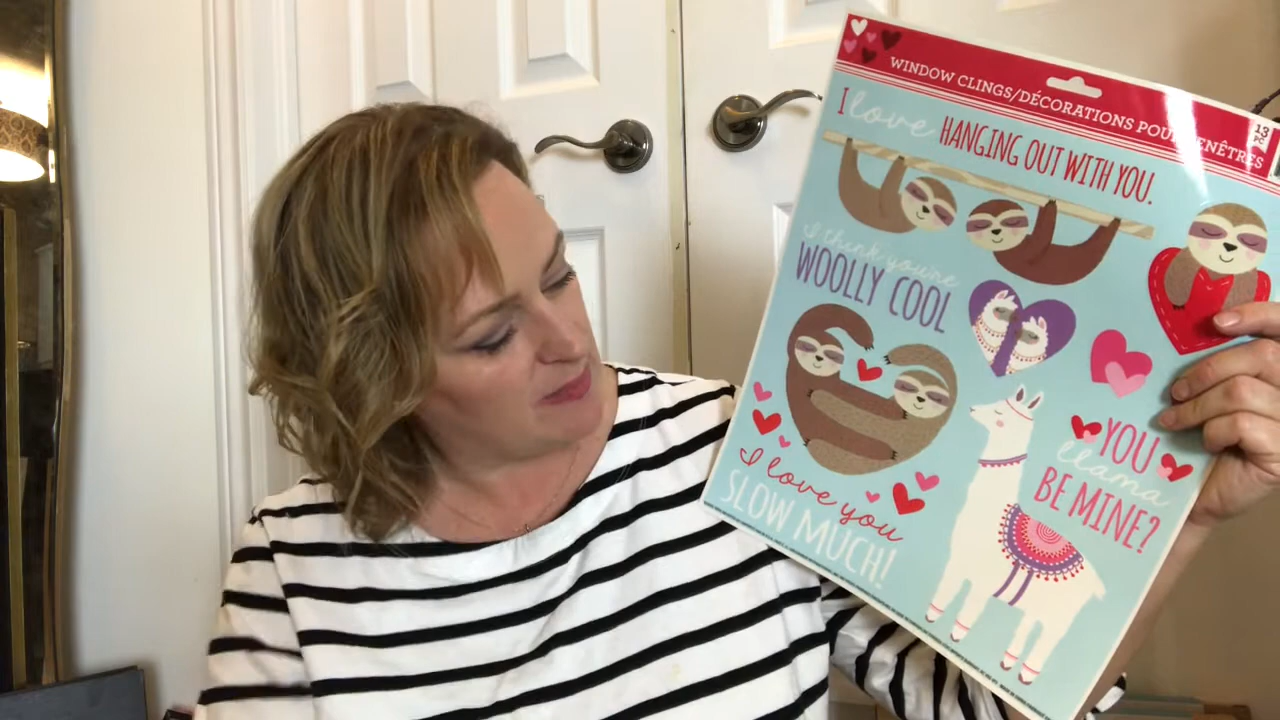 WINDOW CLINGS/DÉCORATIONS POUR FENÊTRES
13
PC
I love HANGING OUT WITH YOU.
I think you're
WOOLLY COOL
I love you
SLOW MUCH!
YOU
llama
BE MINE?